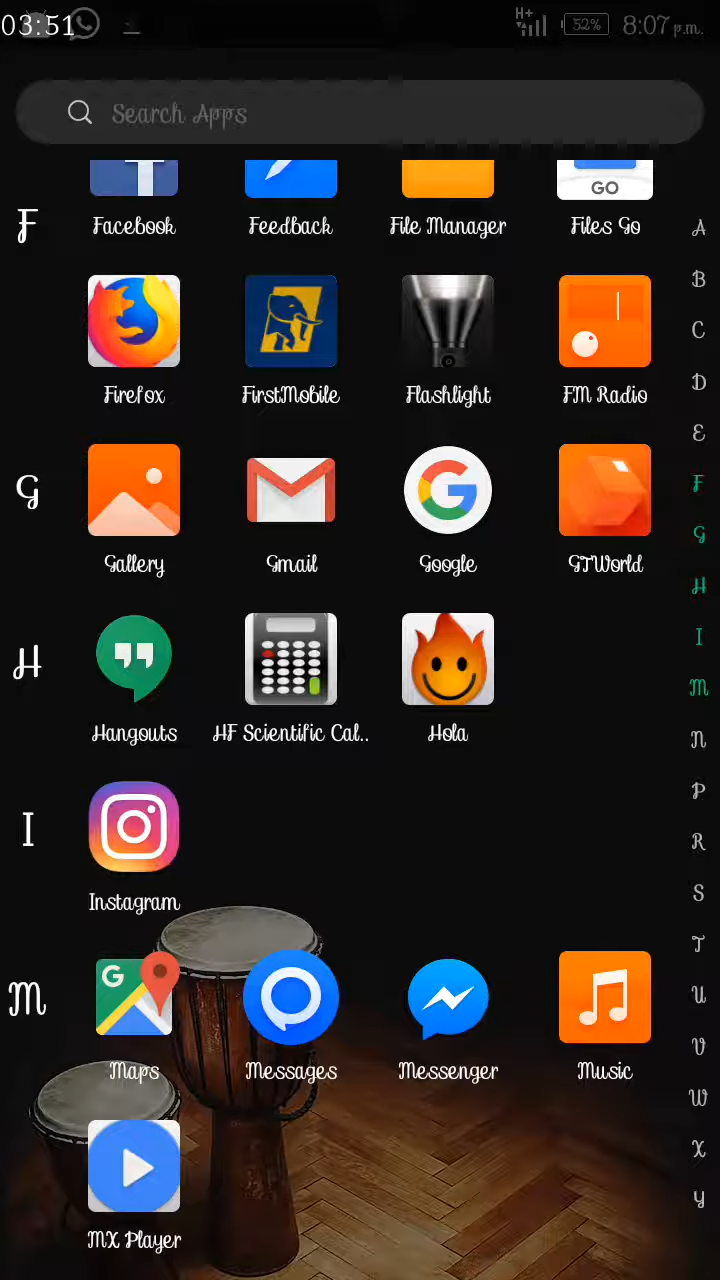 03:51 H+ 52% 8:07 p.m.
Search Apps
GO
F Facebook Feedback File Manager Files Go
Firefox FirstMobile Flashlight FM Radio
G Gallery Gmail Google GTWorld
H Hangouts HF Scientific Cal.. Hola
I Instagram
M Maps Messages Messenger Music
MX Player
A
B
C
D
E
F
G
H
I
M
N
P
R
S
T
U
V
W
X
Y